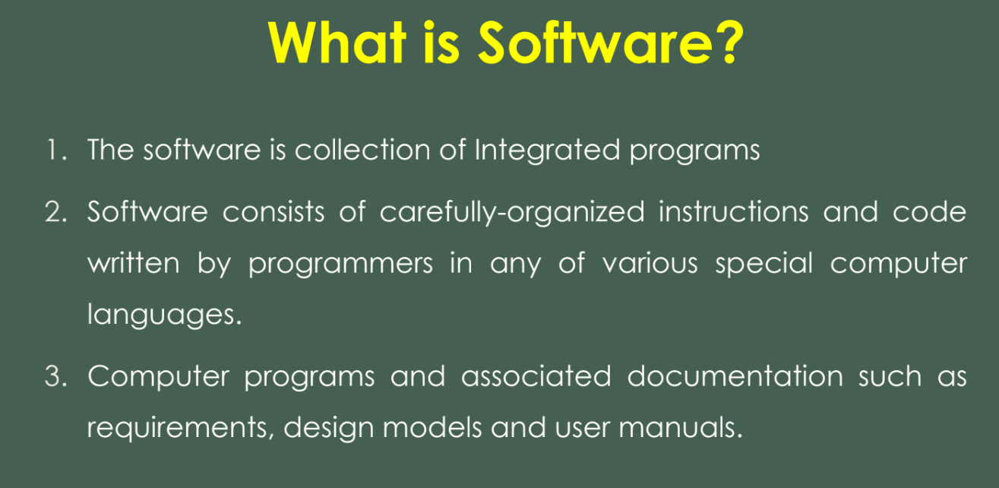 What is Software?
1. The software is collection of Integrated programs
2. Software consists of carefully-organized instructions and code
written by programmers in any of various special computer
languages.
3. Computer programs and associated documentation such as
requirements, design models and user manuals.